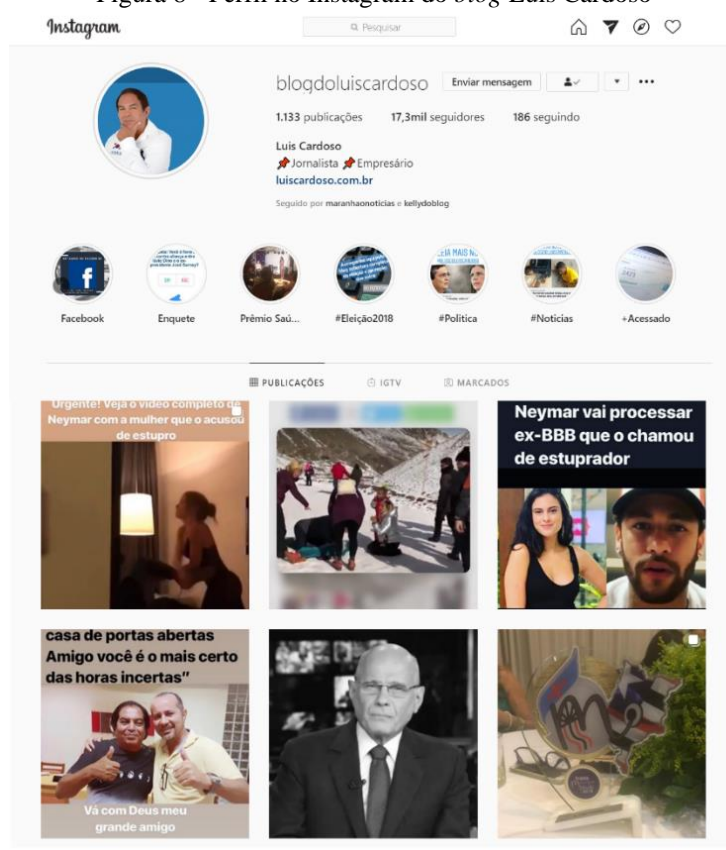 Figura 8 - Perfil no Instagram do blog Luis Cardoso
Instagram
Pesquisar
blogdoluiscardoso Enviar mensagem
1.133 publicações 17,3mil seguidores 186 seguindo
Luis Cardoso
Jornalista Empresário
luiscardoso.com.br
Seguido por maranhaonoticias e kellydoblog
EIA MAIS N
Facebook Enquete Prêmio Saú... #Eleição2018 #Politica #Noticias +Acessado
PUBLICAÇÕES IGTV MARCADOS
Urgente! Veja o vídeo completo de
Neymar com a mulher que o acusou
de estupro
Neymar vai processar
ex-BBB que o chamou
de estuprador
casa de portas abertas
Amigo você é o mais certo
das horas incertas"
Vá com Deus meu
grande amigo